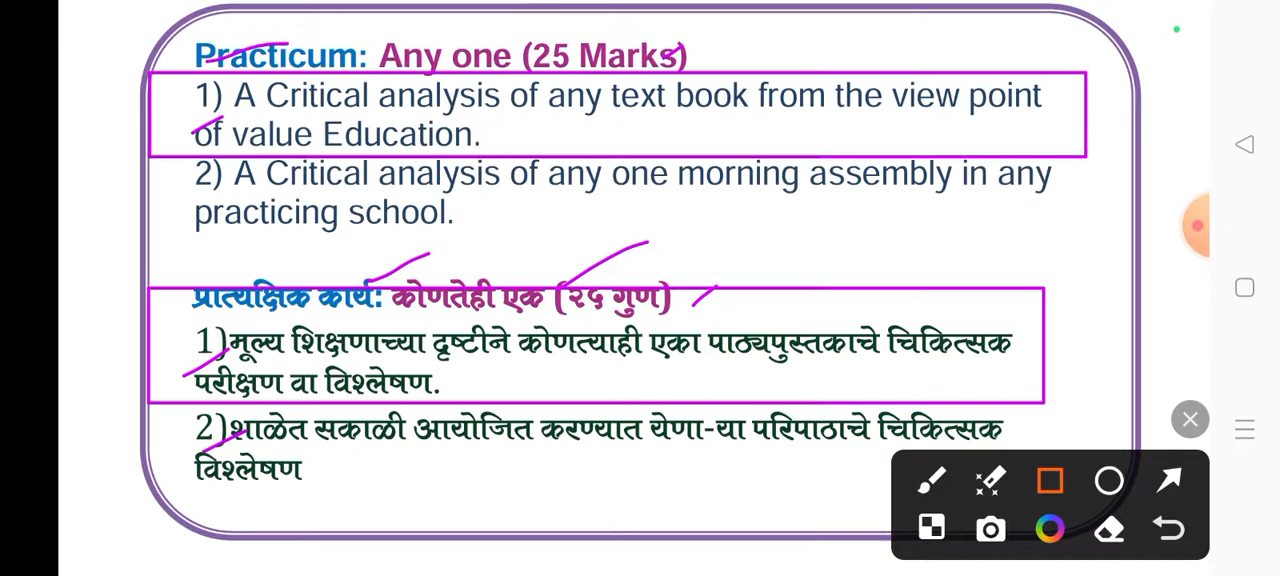 Practicum: Any one (25 Marks)
1) A Critical analysis of any text book from the view point
of value Education.
2) A Critical analysis of any one morning assembly in any
practicing school.
प्रात्यक्षिक कार्य: कोणतेही एक (२५ गुण)
1)मूल्य शिक्षणाच्या दृष्टीने कोणत्याही एका पाठ्यपुस्तकाचे चिकित्सक
परीक्षण वा विश्लेषण.
2)शाळेत सकाळी आयोजित करण्यात येणा-या परिपाठाचे चिकित्सक
विश्लेषण